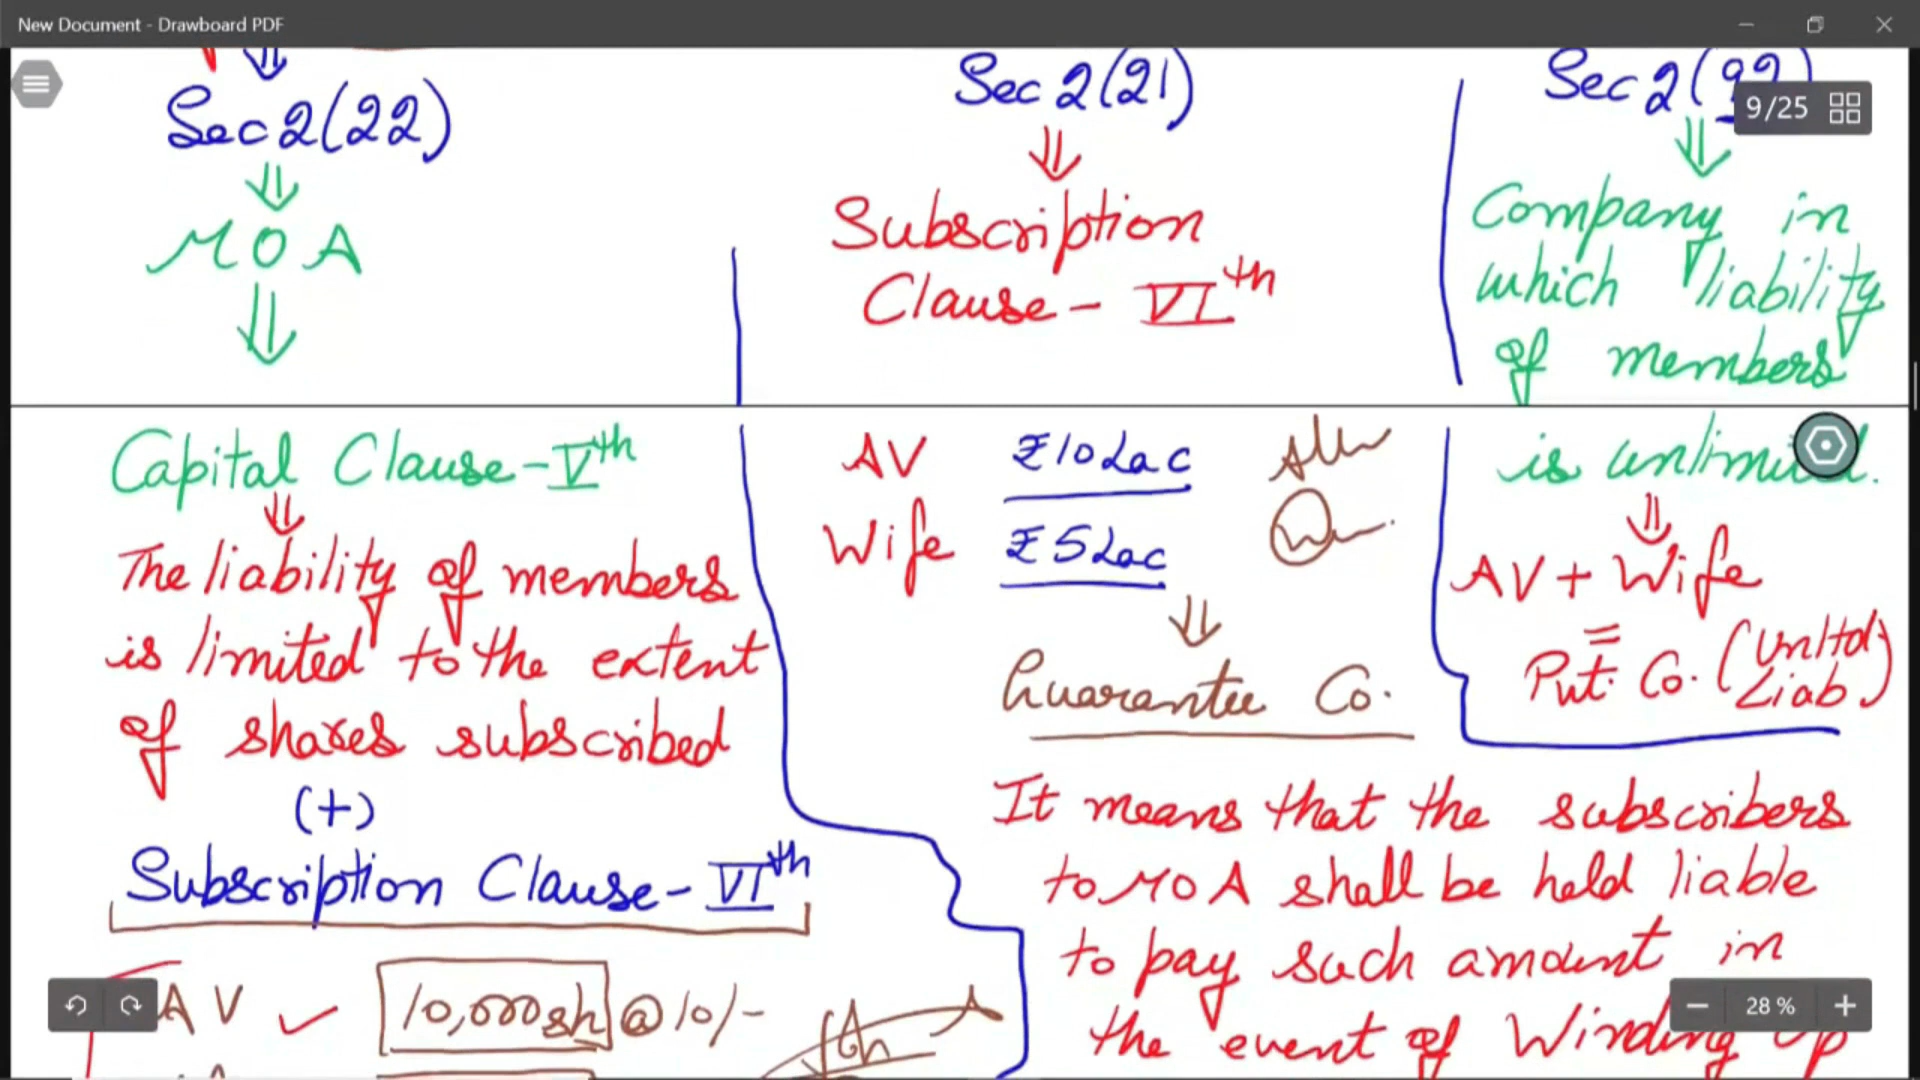 New Document - Drawboard PDF
9/25
Sec 2(22)
MOA
Capital Clause - Vth
The liability of members
is limited to the extent
of shares subscribed
(+)
Subscription Clause - VIth
AV 10,000 sh @ 10/-
Sec 2(21)
Subscription
Clause - VIth
AV ₹10 Lac
Wife ₹5 Lac
Guarantee Co.
It means that the subscribers
to MOA shall be held liable
to pay such amount in
the event of Winding up
Sec 2(92)
Company in
which liability
of members
is unlimited.
AV + Wife
=
Pvt. Co. (Unltd
Liab.)
28 %